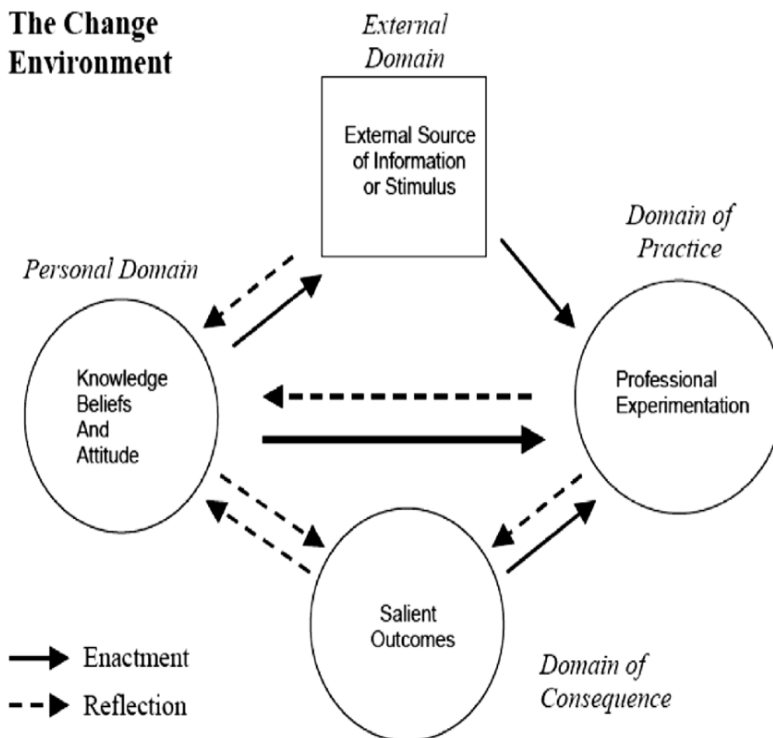 The Change
Environment
External
Domain
External Source
of Information
or Stimulus
Domain of
Practice
Personal Domain
Knowledge
Beliefs
And
Attitude
Professional
Experimentation
Salient
Outcomes
Enactment
Reflection
Domain of
Consequence